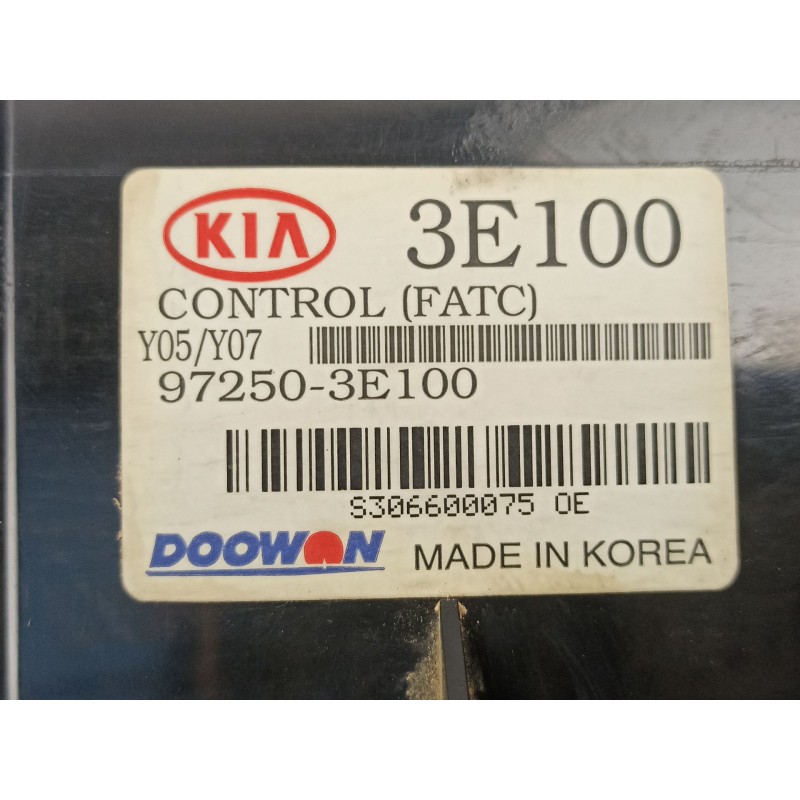 KIA 3E100
CONTROL (FATC)
Y05/Y07
97250-3E100
S306600075 0E
DOOWON MADE IN KOREA